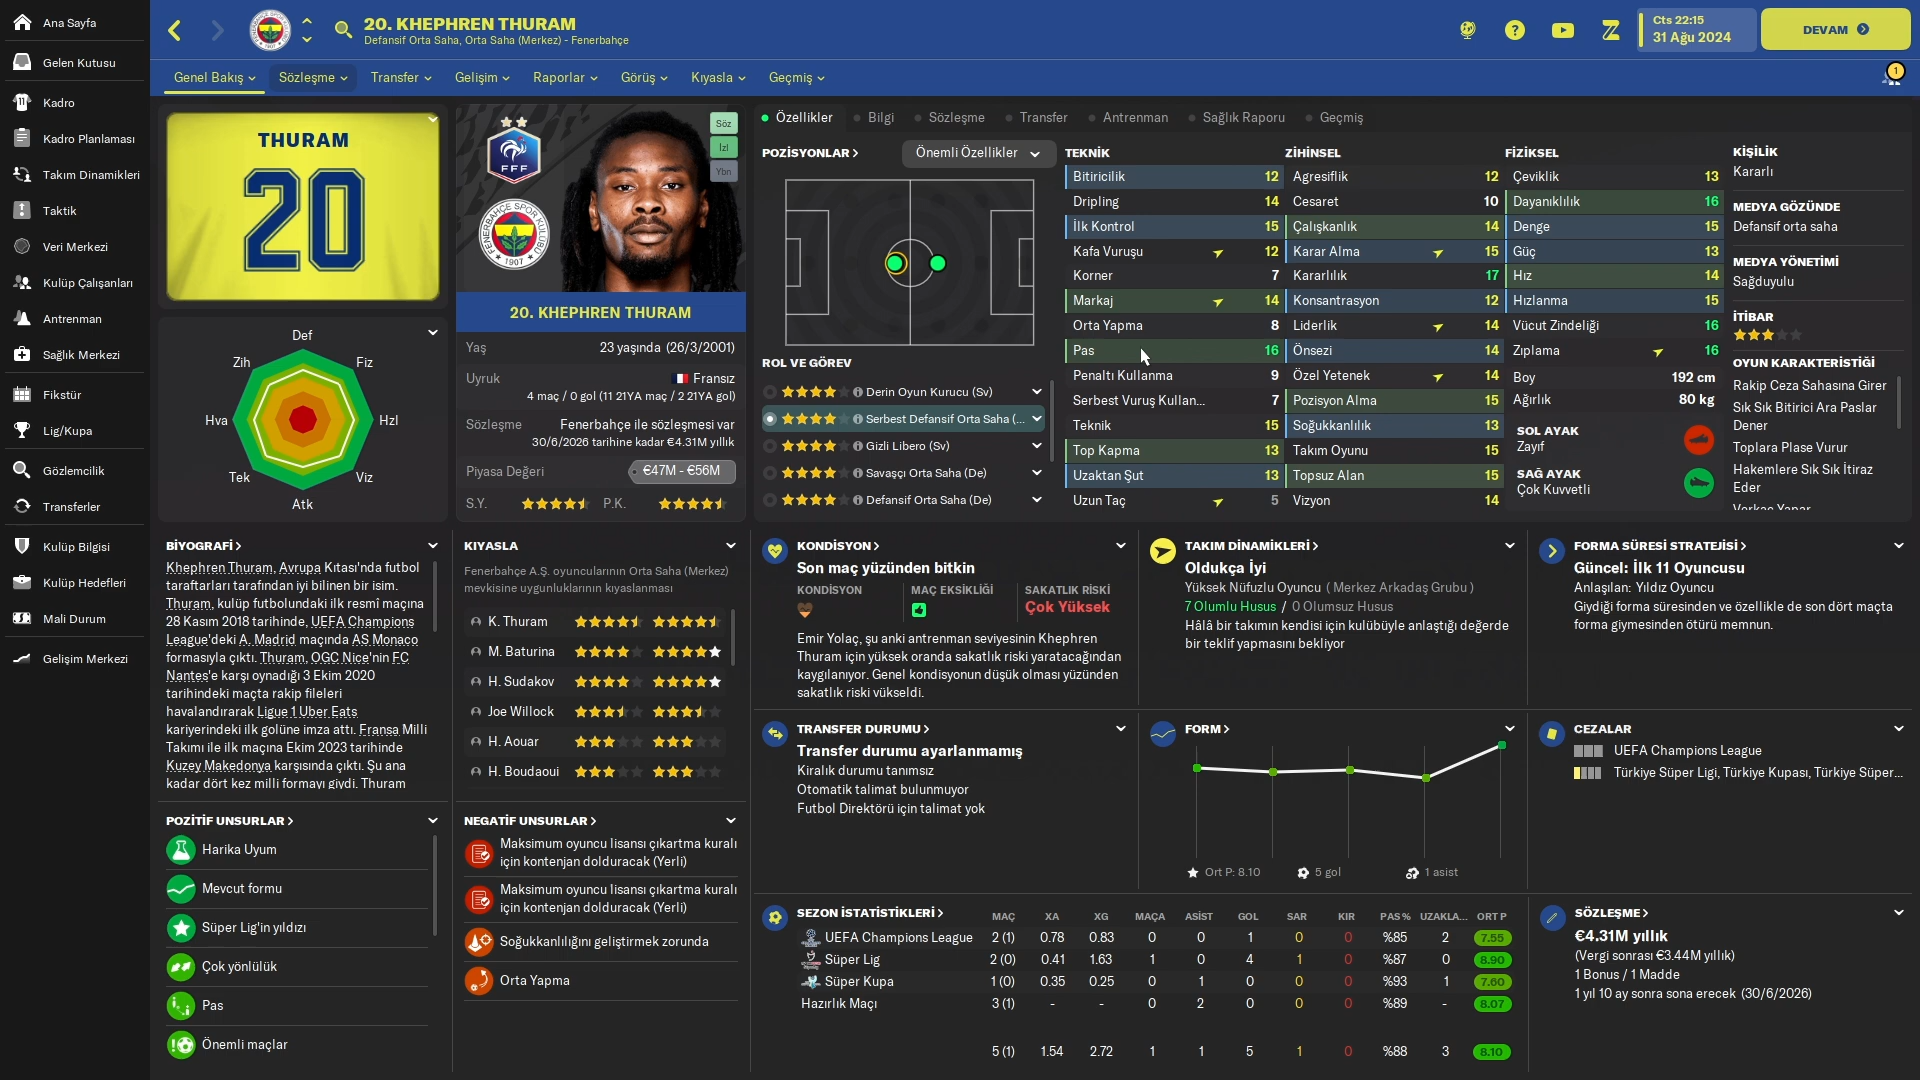 Ana Sayfa
Gelen Kutusu
Kadro
Kadro Planlaması
Takım Dinamikleri
Taktik
Veri Merkezi
Kulüp Çalışanları
Antrenman
Sağlık Merkezi
Fikstür
Lig/Kupa
Gözlemcilik
Transferler
Kulüp Bilgisi
Kulüp Hedefleri
Mali Durum
Gelişim Merkezi
20. KHEPHREN THURAM
Defansif Orta Saha, Orta Saha (Merkez) - Fenerbahçe
Cts 22:15
31 Ağu 2024
DEVAM
Genel Bakış Sözleşme Transfer Gelişim Raporlar Görüş Kıyasla Geçmiş
1
THURAM
20
Def
Fiz
Hzl
Viz
Atk
Tek
Hva
Zih
FFF
FENERBAHÇE SPOR KULÜBÜ
1907
Söz
İzl
Ybn
20. KHEPHREN THURAM
Yaş 23 yaşında (26/3/2001)
Uyruk Fransız
4 maç / 0 gol (11 21YA maç / 2 21YA gol)
Sözleşme Fenerbahçe ile sözleşmesi var
30/6/2026 tarihine kadar €4.31M yıllık
Piyasa Değeri €47M - €56M
S.Y. P.K.
Özellikler Bilgi Sözleşme Transfer Antrenman Sağlık Raporu Geçmiş
POZİSYONLAR
Önemli Özellikler
ROL VE GÖREV
Derin Oyun Kurucu (Sv)
Serbest Defansif Orta Saha (...
Gizli Libero (Sv)
Savaşçı Orta Saha (De)
Defansif Orta Saha (De)
TEKNİK
Bitiricilik 12
Dripling 14
İlk Kontrol 15
Kafa Vuruşu 12
Korner 7
Markaj 14
Orta Yapma 8
Pas 16
Penaltı Kullanma 9
Serbest Vuruş Kullan... 7
Teknik 15
Top Kapma 13
Uzaktan Şut 13
Uzun Taç 5
ZİHİNSEL
Agresiflik 12
Cesaret 10
Çalışkanlık 14
Karar Alma 15
Kararlılık 17
Konsantrasyon 12
Liderlik 14
Önsezi 14
Özel Yetenek 14
Pozisyon Alma 15
Soğukkanlılık 13
Takım Oyunu 15
Topsuz Alan 15
Vizyon 14
FİZİKSEL
Çeviklik 13
Dayanıklılık 16
Denge 15
Güç 13
Hız 14
Hızlanma 15
Vücut Zindeliği 16
Zıplama 16
Boy 192 cm
Ağırlık 80 kg
SOL AYAK
Zayıf
SAĞ AYAK
Çok Kuvvetli
KİŞİLİK
Kararlı
MEDYA GÖZÜNDE
Defansif orta saha
MEDYA YÖNETİMİ
Sağduyulu
İTİBAR
OYUN KARAKTERİSTİĞİ
Rakip Ceza Sahasına Girer
Sık Sık Bitirici Ara Paslar
Dener
Toplara Plase Vurur
Hakemlere Sık Sık İtiraz
Eder
BİYOGRAFİ
Khephren Thuram, Avrupa Kıtası'nda futbol
taraftarları tarafından iyi bilinen bir isim.
Thuram, kulüp futbolundaki ilk resmî maçına
28 Kasım 2018 tarihinde, UEFA Champions
League'deki A. Madrid maçında AS Monaco
formasıyla çıktı. Thuram, OGC Nice'nin FC
Nantes'e karşı oynadığı 3 Ekim 2020
tarihindeki maçta rakip fileleri
havalandırarak Ligue 1 Uber Eats
kariyerindeki ilk golüne imza attı. Fransa Milli
Takımı ile ilk maçına Ekim 2023 tarihinde
Kuzey Makedonya karşısında çıktı. Şu ana
kadar dört kez milli formayı giydi. Thuram
KIYASLA
Fenerbahçe A.Ş. oyuncularının Orta Saha (Merkez)
mevkisine uygunluklarının kıyaslanması
K. Thuram
M. Baturina
H. Sudakov
Joe Willock
H. Aouar
H. Boudaoui
KONDİSYON
Son maç yüzünden bitkin
KONDİSYON MAÇ EKSİKLİĞİ SAKATLIK RİSKİ
Çok Yüksek
Emir Yolaç, şu anki antrenman seviyesinin Khephren
Thuram için yüksek oranda sakatlık riski yaratacağından
kaygılanıyor. Genel kondisyonun düşük olması yüzünden
sakatlık riski yükseldi.
TAKIM DİNAMİKLERİ
Oldukça İyi
Yüksek Nüfuzlu Oyuncu ( Merkez Arkadaş Grubu )
7 Olumlu Husus / 0 Olumsuz Husus
Hâlâ bir takımın kendisi için kulübüyle anlaştığı değerde
bir teklif yapmasını bekliyor
FORMA SÜRESİ STRATEJİSİ
Güncel: İlk 11 Oyuncusu
Anlaşılan: Yıldız Oyuncu
Giydiği forma süresinden ve özellikle de son dört maçta
forma giymesinden ötürü memnun.
TRANSFER DURUMU
Transfer durumu ayarlanmamış
Kiralık durumu tanımsız
Otomatik talimat bulunmuyor
Futbol Direktörü için talimat yok
FORM
Ort P: 8.10 5 gol 1 asist
CEZALAR
UEFA Champions League
Türkiye Süper Ligi, Türkiye Kupası, Türkiye Süper...
POZİTİF UNSURLAR
Harika Uyum
Mevcut formu
Süper Lig'in yıldızı
Çok yönlülük
Pas
Önemli maçlar
NEGATİF UNSURLAR
Maksimum oyuncu lisansı çıkartma kuralı
için kontenjan dolduracak (Yerli)
Maksimum oyuncu lisansı çıkartma kuralı
için kontenjan dolduracak (Yerli)
Soğukkanlılığını geliştirmek zorunda
Orta Yapma
SEZON İSTATİSTİKLERİ MAÇ XA XG MAÇA ASİST GOL SAR KIR PAS % UZAKLA... ORT P
UEFA Champions League 2 (1) 0.78 0.83 0 0 1 0 0 %85 2 7.55
Süper Lig 2 (0) 0.41 1.63 1 0 4 1 0 %87 0 8.90
Süper Kupa 1 (0) 0.35 0.25 0 1 0 0 0 %93 1 7.60
Hazırlık Maçı 3 (1) - - 0 2 0 0 0 %89 - 8.07
5 (1) 1.54 2.72 1 1 5 1 0 %88 3 8.10
SÖZLEŞME
€4.31M yıllık
(Vergi sonrası €3.44M yıllık)
1 Bonus / 1 Madde
1 yıl 10 ay sonra sona erecek (30/6/2026)